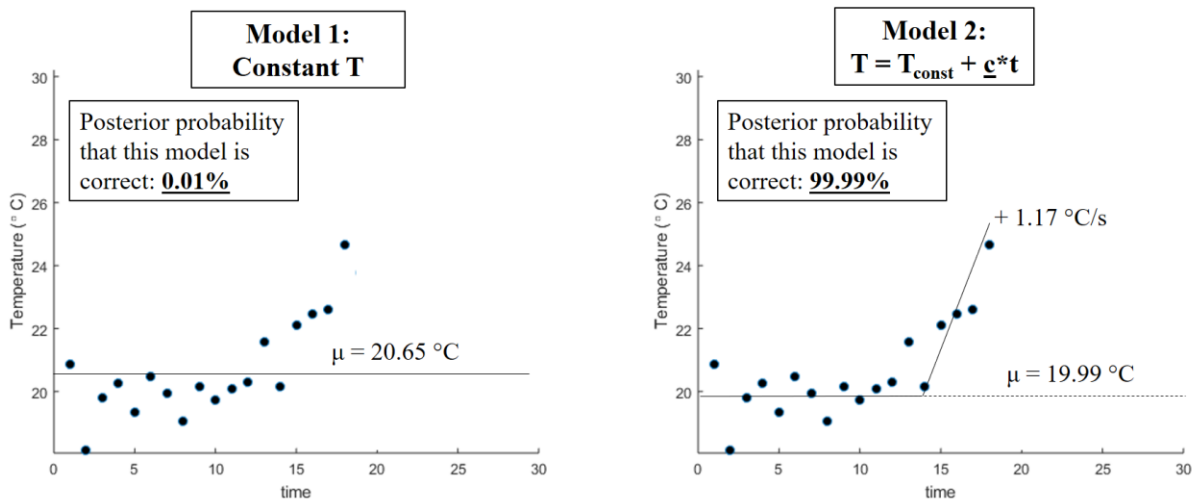 Model 1:
Constant T
Posterior probability
that this model is
correct: 0.01%
Temperature (° C)
30
28
26
24
22
20
μ = 20.65 °C
0
5
10
15
20
25
30
time
Model 2:
T = Tconst + c*t
Posterior probability
that this model is
correct: 99.99%
Temperature (° C)
30
28
26
24
22
20
+ 1.17 °C/s
μ = 19.99 °C
0
5
10
15
20
25
30
time